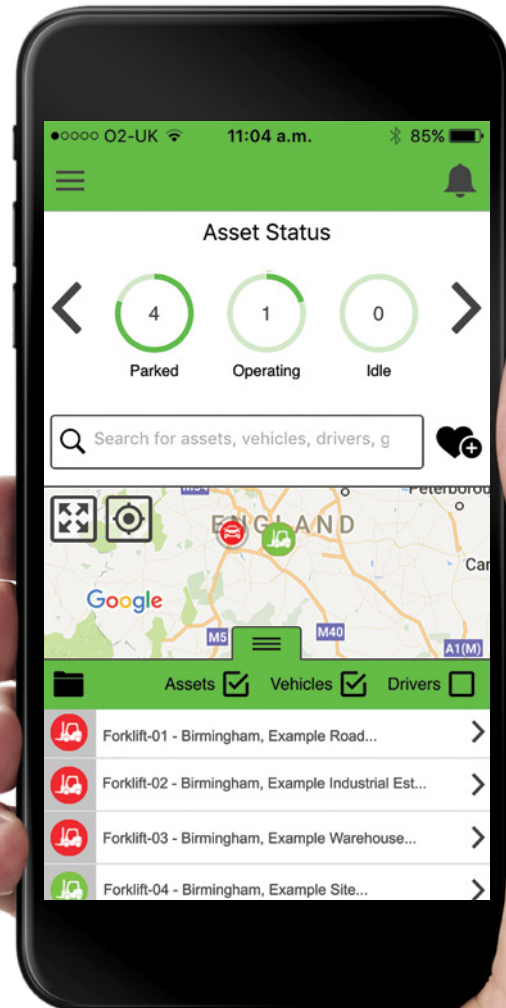 O2-UK 11:04 a.m. 85%
Asset Status
4 1 0
Parked Operating Idle
Search for assets, vehicles, drivers, g
Peterborou
ENGLAND
Car
Google
M5 M40 A1(M)
Assets Vehicles Drivers
Forklift-01 - Birmingham, Example Road...
Forklift-02 - Birmingham, Example Industrial Est...
Forklift-03 - Birmingham, Example Warehouse...
Forklift-04 - Birmingham, Example Site...